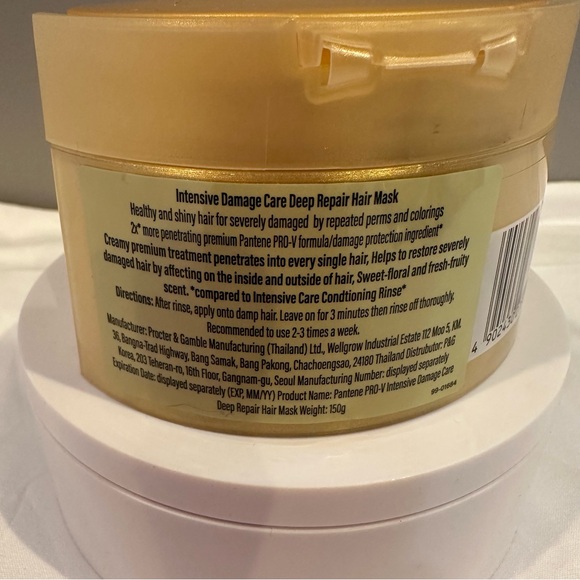 Intensive Damage Care Deep Repair Hair Mask
Healthy and shiny hair for severely damaged by repeated perms and colorings
2x* more penetrating premium Pantene PRO-V formula/damage protection ingredient*
Creamy premium treatment penetrates into every single hair, Helps to restore severely
damaged hair by affecting on the inside and outside of hair, Sweet-floral and fresh-fruity
scent. *compared to Intensive Care Condtioning Rinse*
Directions: After rinse, apply onto damp hair. Leave on for 3 minutes then rinse off thoroughly.
Recommended to use 2-3 times a week.
Manufacturer: Procter & Gamble Manufacturing (Thailand) Ltd., Wellgrow Industrial Estate 112 Moo 5, KM.
36, Bangna-Trad Highway, Bang Samak, Bang Pakong, Chachoengsao, 24180 Thailand Distrubutor: P&G
Korea, 203 Teheran-ro, 16th Floor, Gangnam-gu, Seoul Manufacturing Number: displayed separately
Expiration Date: displayed separately (EXP, MM/YY) Product Name: Pantene PRO-V Intensive Damage Care
Deep Repair Hair Mask Weight: 150g
99-01984
4 902430